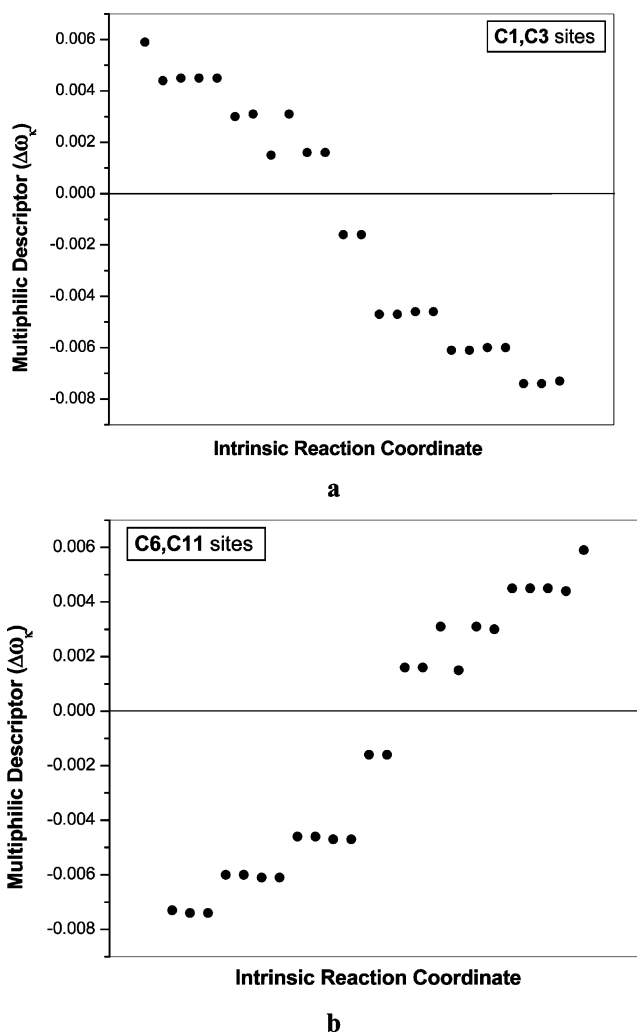 C1,C3 sites
Multiphilic Descriptor (Δωκ)
0.006
0.004
0.002
0.000
-0.002
-0.004
-0.006
-0.008
Intrinsic Reaction Coordinate
a
C6,C11 sites
Multiphilic Descriptor (Δωκ)
0.006
0.004
0.002
0.000
-0.002
-0.004
-0.006
-0.008
Intrinsic Reaction Coordinate
b